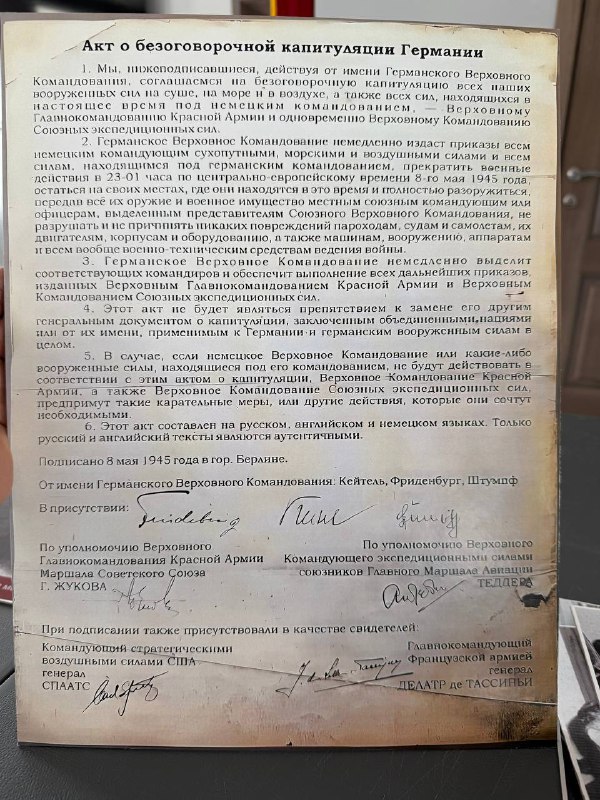 Акт о безоговорочной капитуляции Германии
1. Мы, нижеподписавшиеся, действуя от имени Германского Верховного
Командования, соглашаемся на безоговорочную капитуляцию всех наших
вооруженных сил на суше, на море и в воздухе, а также всех сил, находящихся в
настоящее время под немецким командованием, — Верховному
Главнокомандованию Красной Армии и одновременно Верховному Командованию
Союзных экспедиционных сил.
2. Германское Верховное Командование немедленно издаст приказы всем
немецким командующим сухопутными, морскими и воздушными силами и всем
силам, находящимся под германским командованием, прекратить военные
действия в 23-01 часа по центрально-европейскому времени 8-го мая 1945 года,
остаться на своих местах, где они находятся в это время и полностью разоружиться,
передав всё их оружие и военное имущество местным союзным командующим или
офицерам, выделенным представителям Союзного Верховного Командования, не
разрушать и не причинять никаких повреждений пароходам, судам и самолетам, их
двигателям, корпусам и оборудованию, а также машинам, вооружению, аппаратам
и всем вообще военно-техническим средствам ведения войны.
3. Германское Верховное Командование немедленно выделит
соответствующих командиров и обеспечит выполнение всех дальнейших приказов,
изданных Верховным Главнокомандованием Красной Армии и Верховным
Командованием Союзных экспедиционных сил.
4. Этот акт не будет являться препятствием к замене его другим
генеральным документом о капитуляции, заключенным объединенными нациями
или от их имени, применимым к Германии и германским вооруженным силам в
целом.
5. В случае, если немецкое Верховное Командование или какие-либо
вооруженные силы, находящиеся под его командованием, не будут действовать в
соответствии с этим актом о капитуляции, Верховное Командование Красной
Армии, а также Верховное Командование Союзных экспедиционных сил,
предпримут такие карательные меры, или другие действия, которые они сочтут
необходимыми.
6. Этот акт составлен на русском, английском и немецком языках. Только
русский и английский тексты являются аутентичными.
Подписано 8 мая 1945 года в гор. Берлине.
От имени Германского Верховного Командования: Кейтель, Фриденбург, Штумпф
В присутствии:
По уполномочию Верховного
Главнокомандования Красной Армии
Маршала Советского Союза
Г. ЖУКОВА
По уполномочию Верховного
Командующего экспедиционными силами
союзников Главного Маршала Авиации
ТЕДДЕРА
При подписании также присутствовали в качестве свидетелей:
Командующий стратегическими
воздушными силами США
генерал
СПААТС
Главнокомандующий
Французской армией
генерал
ДЕЛАТР де ТАССИНЬИ